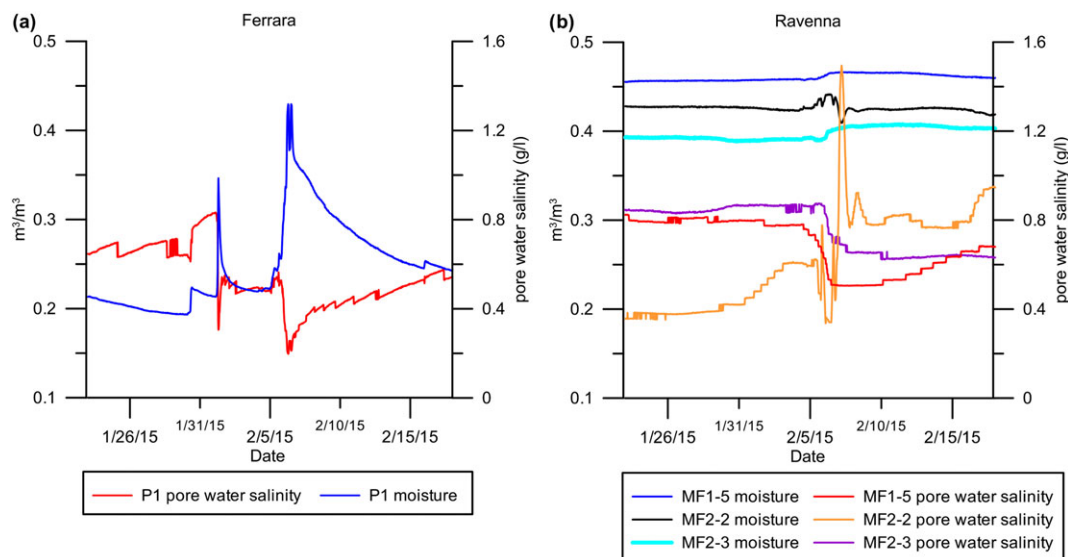 (a)
Ferrara
0.5
0.4
0.3
0.2
0.1
m³/m³
1.6
1.2
0.8
0.4
0
pore water salinity (g/l)
1/26/15
1/31/15
2/5/15
2/10/15
2/15/15
Date
P1 pore water salinity
P1 moisture
(b)
Ravenna
0.5
0.4
0.3
0.2
0.1
m³/m³
1.6
1.2
0.8
0.4
0
pore water salinity (g/l)
1/26/15
1/31/15
2/5/15
2/10/15
2/15/15
Date
MF1-5 moisture
MF1-5 pore water salinity
MF2-2 moisture
MF2-2 pore water salinity
MF2-3 moisture
MF2-3 pore water salinity